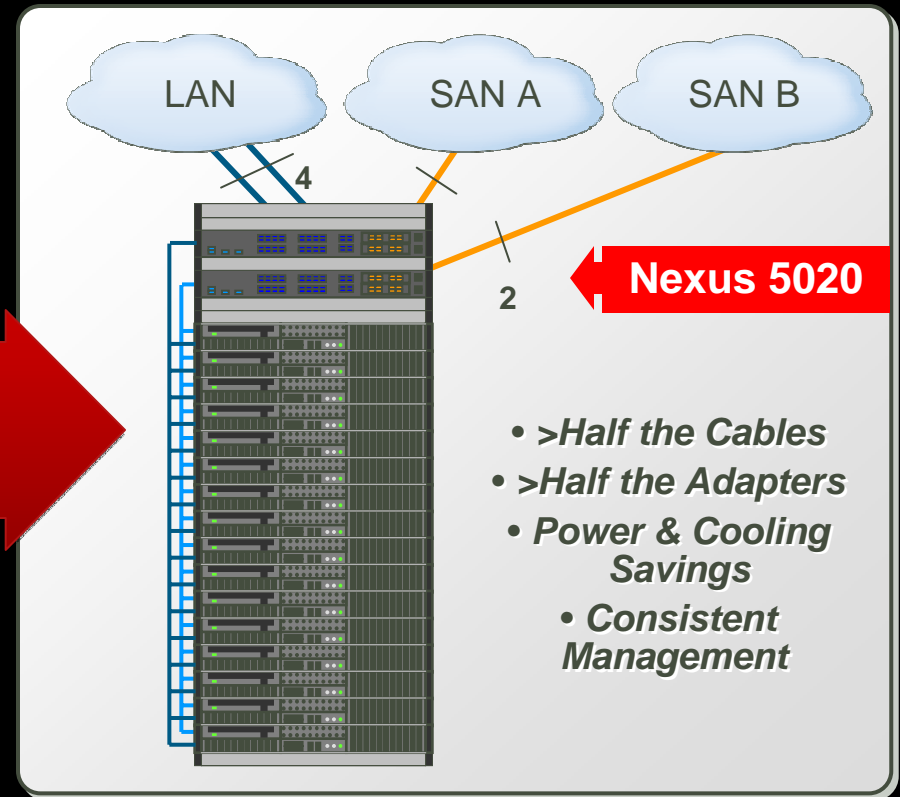 LAN
SAN A
SAN B
4
2
Nexus 5020
• >Half the Cables
• >Half the Adapters
• Power & Cooling
Savings
• Consistent
Management